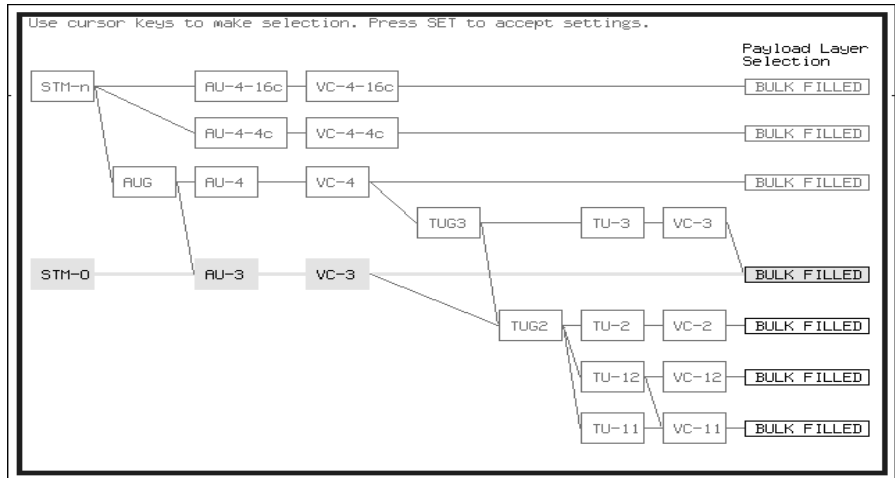 Use cursor keys to make selection. Press SET to accept settings.
Payload Layer
Selection
STM-n AU-4-16c VC-4-16c BULK FILLED
AU-4-4c VC-4-4c BULK FILLED
AUG AU-4 VC-4 BULK FILLED
TUG3 TU-3 VC-3
STM-0 AU-3 VC-3 BULK FILLED
TUG2 TU-2 VC-2 BULK FILLED
TU-12 VC-12 BULK FILLED
TU-11 VC-11 BULK FILLED